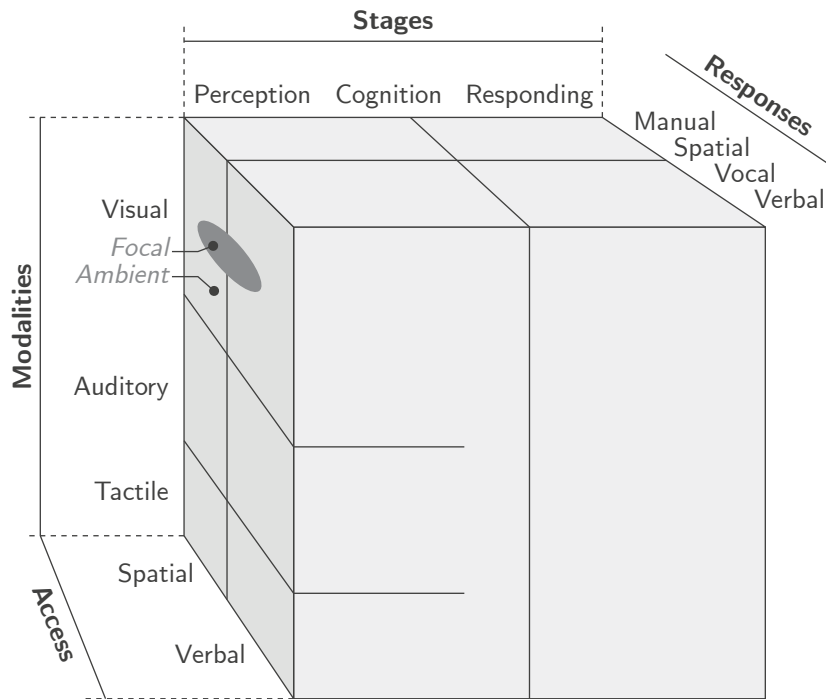 Stages
Perception Cognition Responding
Responses
Manual
Spatial
Vocal
Verbal
Modalities
Visual
Focal
Ambient
Auditory
Tactile
Access
Spatial
Verbal